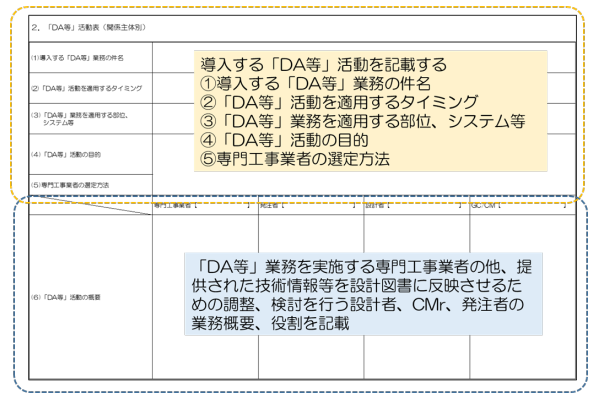 2．「DA等」活動表（関係主体別）
(1)導入する「DA等」業務の件名
(2)「DA等」活動を適用するタイミング
(3)「DA等」業務を適用する部位、
システム等
(4)「DA等」活動の目的
(5)専門工事業者の選定方法
導入する「DA等」活動を記載する
①導入する「DA等」業務の件名
②「DA等」活動を適用するタイミング
③「DA等」業務を適用する部位、システム等
④「DA等」活動の目的
⑤専門工事業者の選定方法
専門工事業者【　　　】
発注者【　　　】
設計者【　　　】
GC/CM【　　　】
(6)「DA等」活動の概要
「DA等」業務を実施する専門工事業者の他、提
供された技術情報等を設計図書に反映させるた
めの調整、検討を行う設計者、CMr、発注者の
業務概要、役割を記載